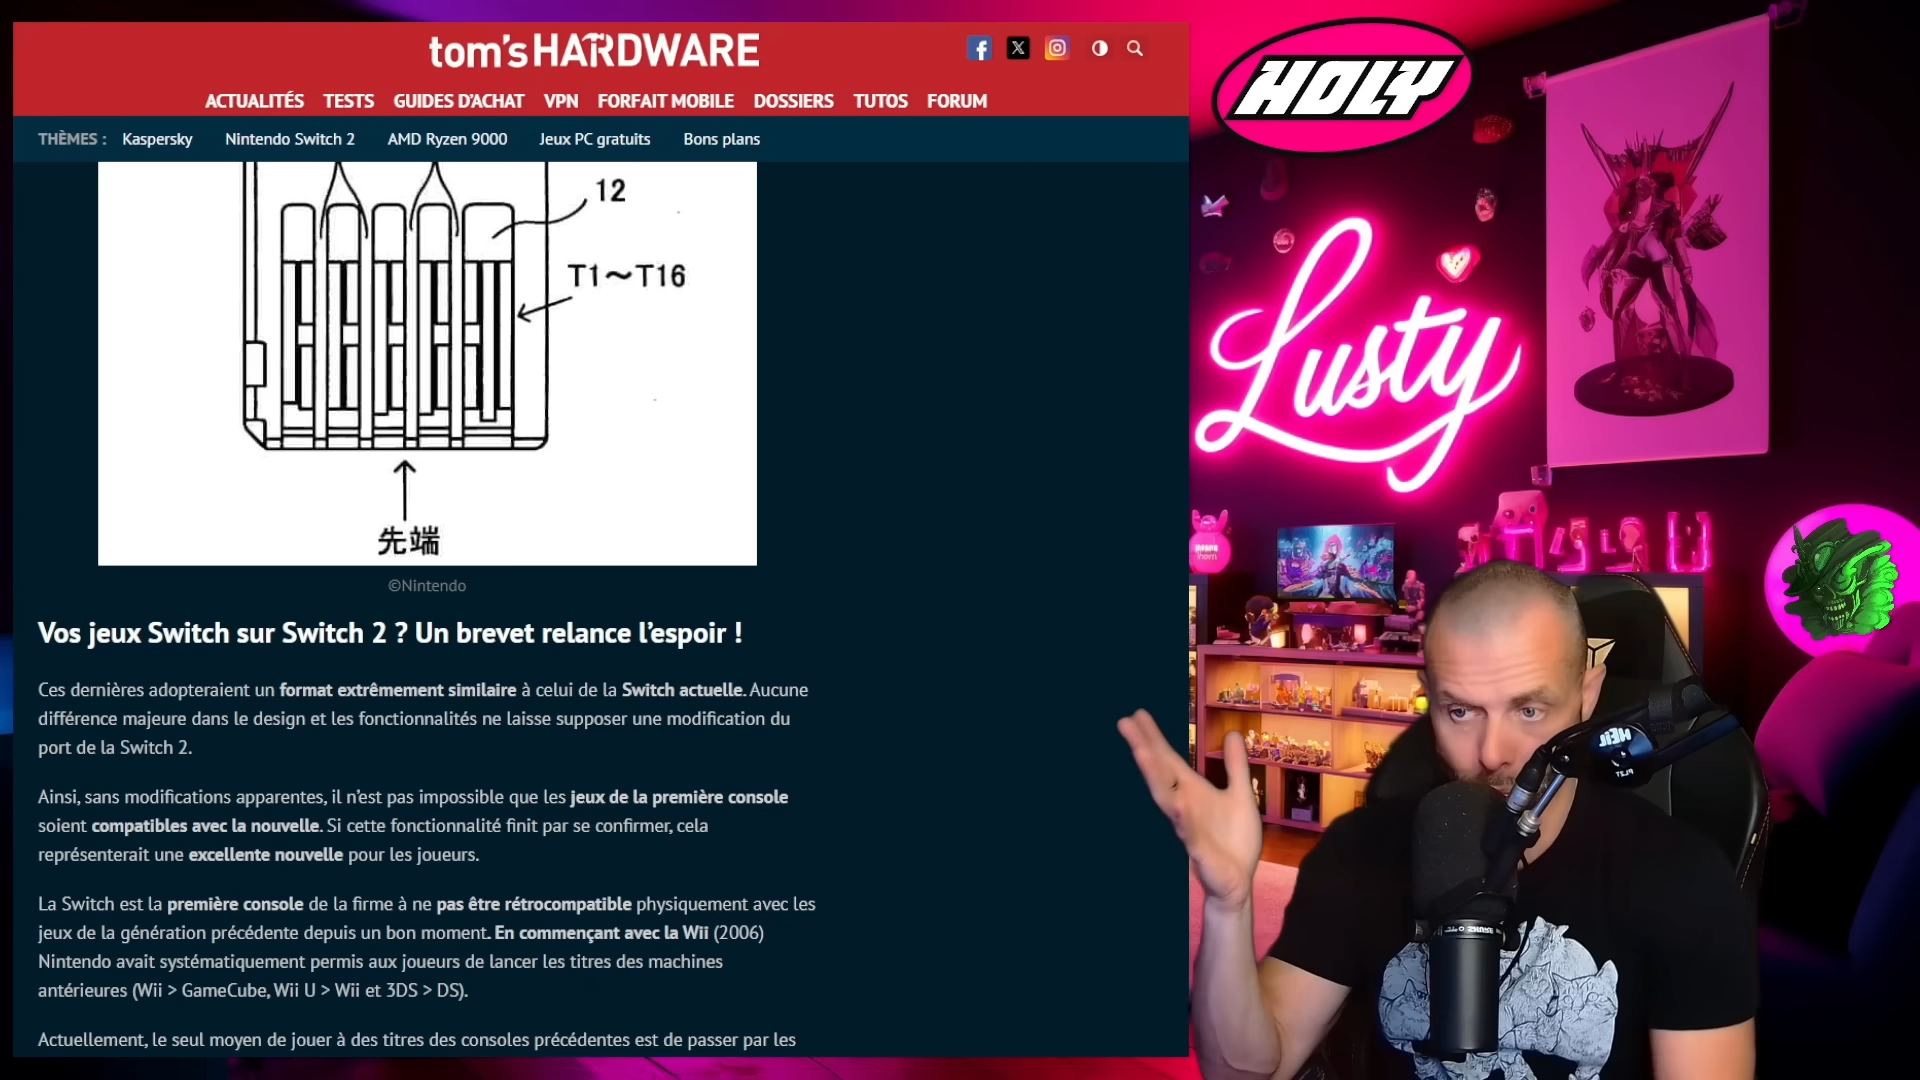 tom's HARDWARE
ACTUALITÉS TESTS GUIDES D'ACHAT VPN FORFAIT MOBILE DOSSIERS TUTOS FORUM
THÈMES : Kaspersky Nintendo Switch 2 AMD Ryzen 9000 Jeux PC gratuits Bons plans
12
T1～T16
先端
©Nintendo
Vos jeux Switch sur Switch 2 ? Un brevet relance l’espoir !
Ces dernières adopteraient un format extrêmement similaire à celui de la Switch actuelle. Aucune
différence majeure dans le design et les fonctionnalités ne laisse supposer une modification du
port de la Switch 2.
Ainsi, sans modifications apparentes, il n’est pas impossible que les jeux de la première console
soient compatibles avec la nouvelle. Si cette fonctionnalité finit par se confirmer, cela
représenterait une excellente nouvelle pour les joueurs.
La Switch est la première console de la firme à ne pas être rétrocompatible physiquement avec les
jeux de la génération précédente depuis un bon moment. En commençant avec la Wii (2006)
Nintendo avait systématiquement permis aux joueurs de lancer les titres des machines
antérieures (Wii > GameCube, Wii U > Wii et 3DS > DS).
Actuellement, le seul moyen de jouer à des titres des consoles précédentes est de passer par les
HOLY
Lusty
HEIL